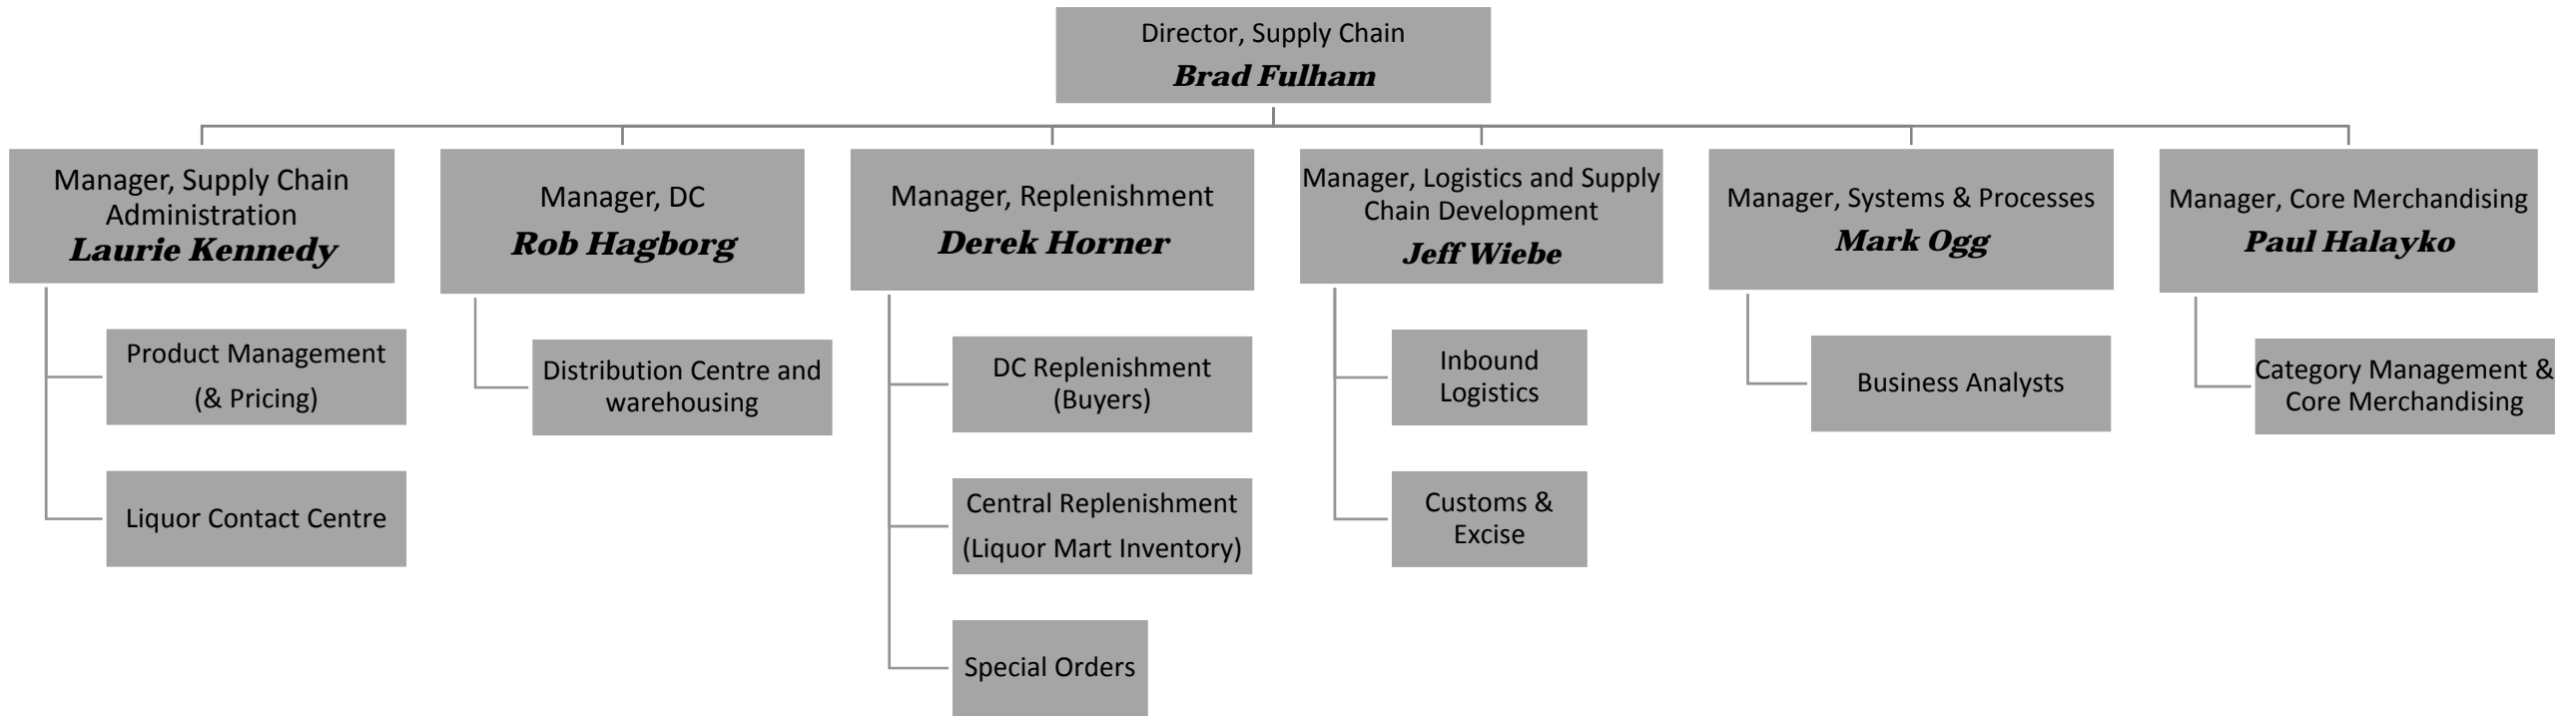 Director, Supply Chain
Brad Fulham
Manager, Supply Chain
Administration
Laurie Kennedy
Product Management
(& Pricing)
Liquor Contact Centre
Manager, DC
Rob Hagborg
Distribution Centre and
warehousing
Manager, Replenishment
Derek Horner
DC Replenishment
(Buyers)
Central Replenishment
(Liquor Mart Inventory)
Special Orders
Manager, Logistics and Supply
Chain Development
Jeff Wiebe
Inbound
Logistics
Customs &
Excise
Manager, Systems & Processes
Mark Ogg
Business Analysts
Manager, Core Merchandising
Paul Halayko
Category Management &
Core Merchandising